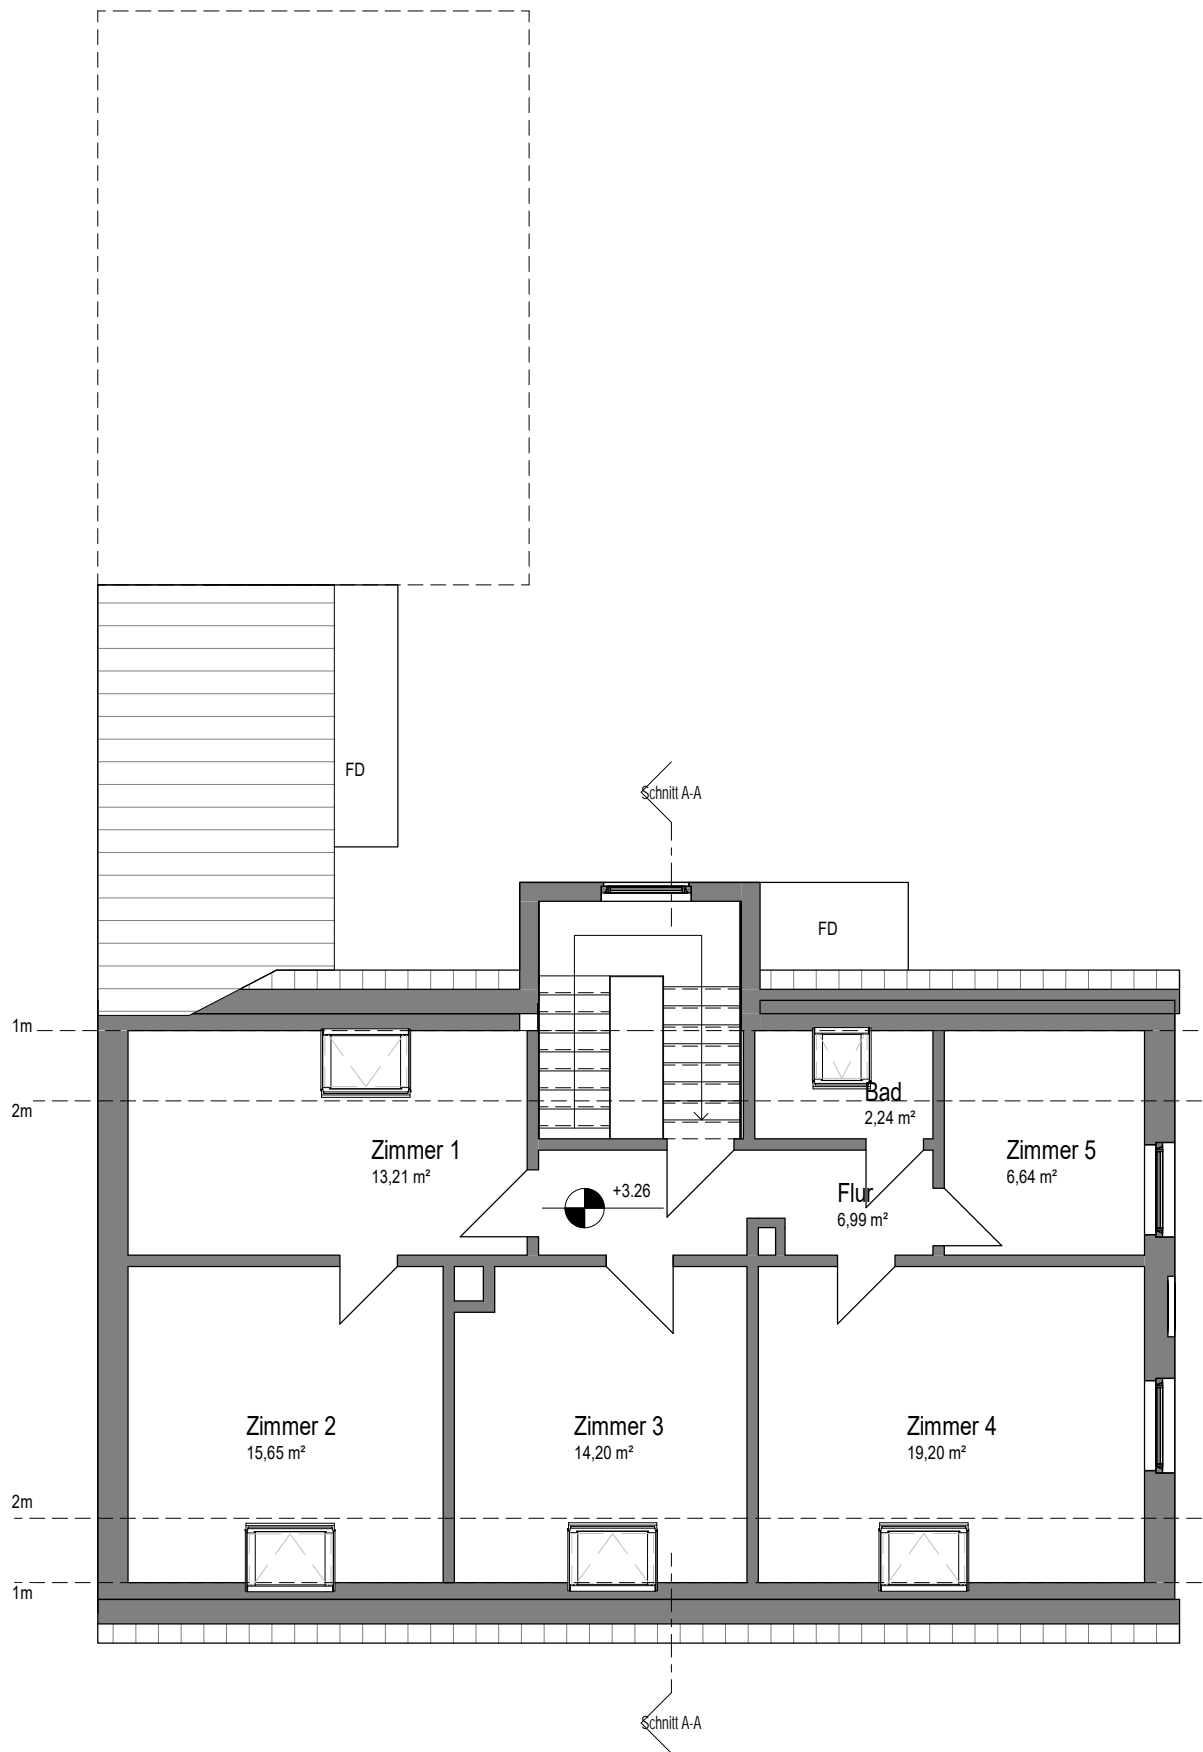 FD
Schnitt A-A
FD
1m
2m
Bad
2,24 m²
Zimmer 1
13,21 m²
Zimmer 5
6,64 m²
+3.26
Flur
6,99 m²
Zimmer 2
15,65 m²
Zimmer 3
14,20 m²
Zimmer 4
19,20 m²
2m
1m
Schnitt A-A